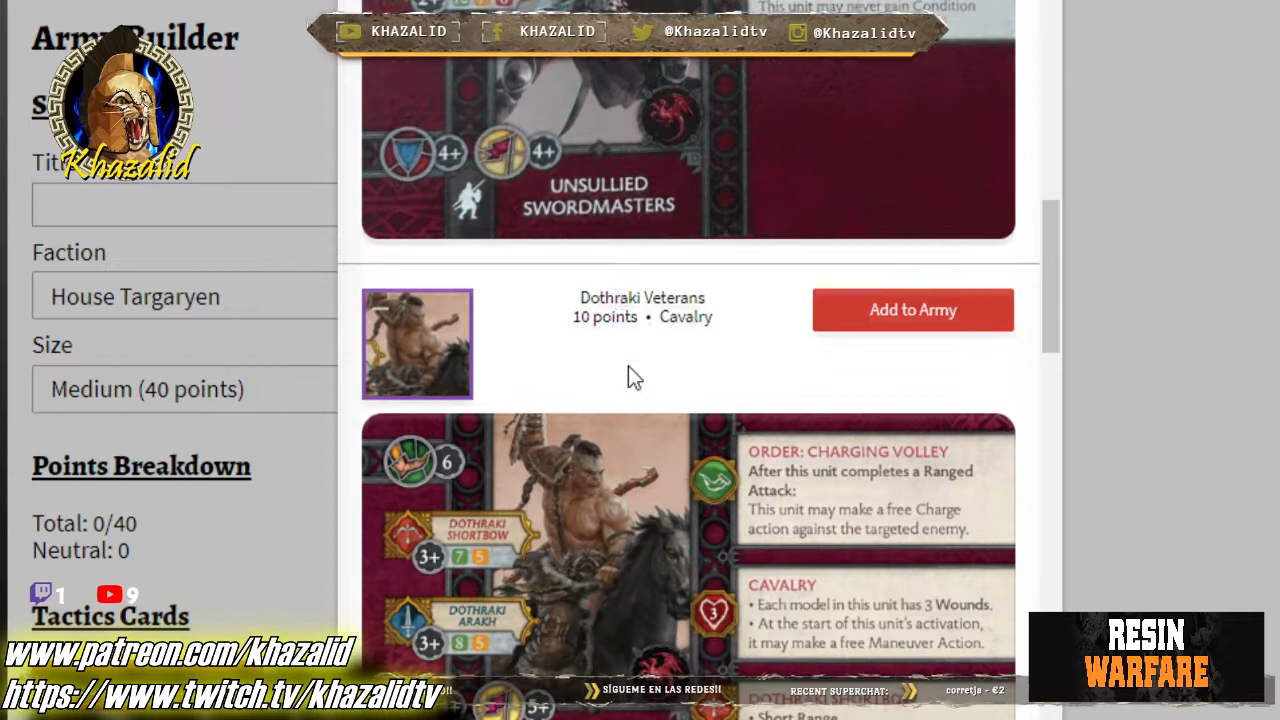 Army Builder
KHAZALID
KHAZALID
@Khazalidtv
@Khazalidtv
This unit may never gain Condition
Khazalid
Faction
House Targaryen
Size
Medium (40 points)
Points Breakdown
Total: 0/40
Neutral: 0
1
9
Tactics Cards
4+
4+
UNSULLIED
SWORDMASTERS
Dothraki Veterans
10 points • Cavalry
Add to Army
6
DOTHRAKI
SHORTBOW
3+ 7 5
DOTHRAKI
ARAKH
3+ 8 5
5+
ORDER: CHARGING VOLLEY
After this unit completes a Ranged
Attack:
This unit may make a free Charge
action against the targeted enemy.
3
CAVALRY
• Each model in this unit has 3 Wounds.
• At the start of this unit's activation,
it may make a free Maneuver Action.
DOTHRAKI SHORTBOW
• Short Range
www.patreon.com/khazalid
https://www.twitch.tv/khazalidtv
SÍGUEME EN LAS REDES!!
RECENT SUPERCHAT:
corretja - €2
RESIN
WARFARE